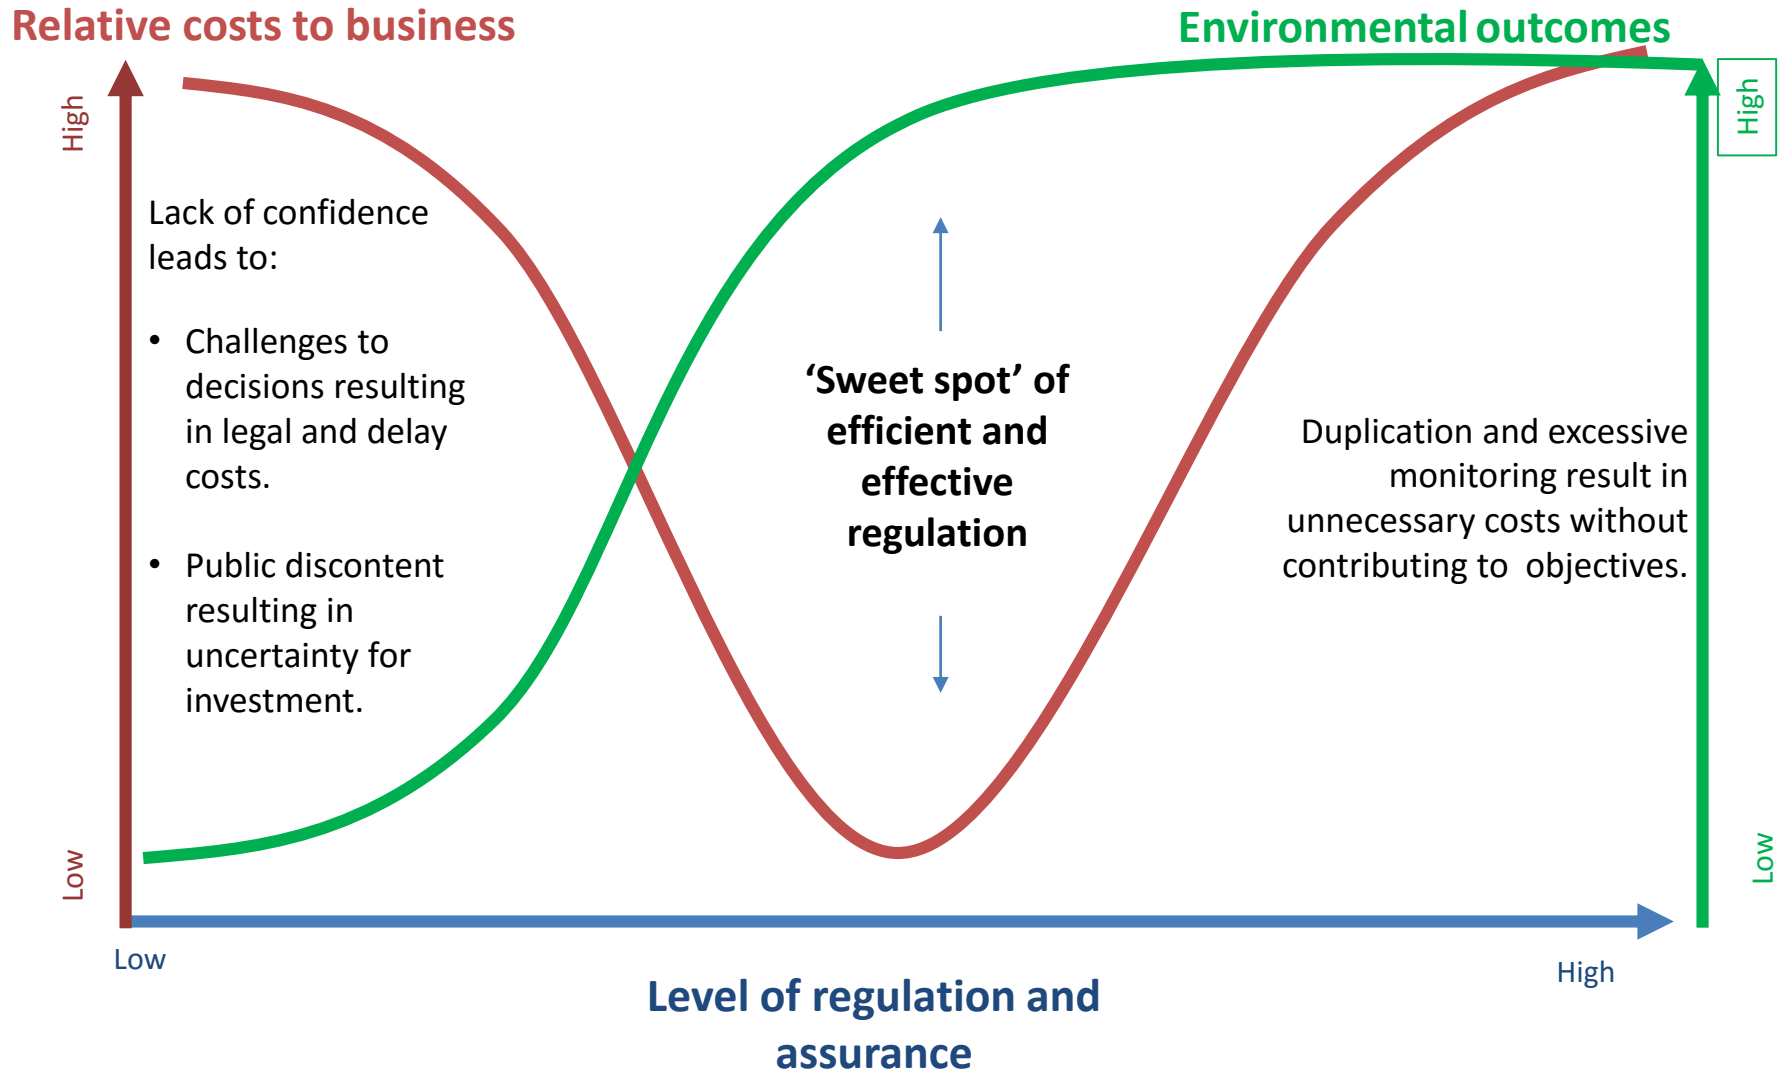 Relative costs to business
Environmental outcomes
High
High
Lack of confidence
leads to:
• Challenges to
decisions resulting
in legal and delay
costs.
• Public discontent
resulting in
uncertainty for
investment.
‘Sweet spot’ of
efficient and
effective
regulation
Duplication and excessive
monitoring result in
unnecessary costs without
contributing to  objectives.
Low
Low
Low
High
Level of regulation and
assurance